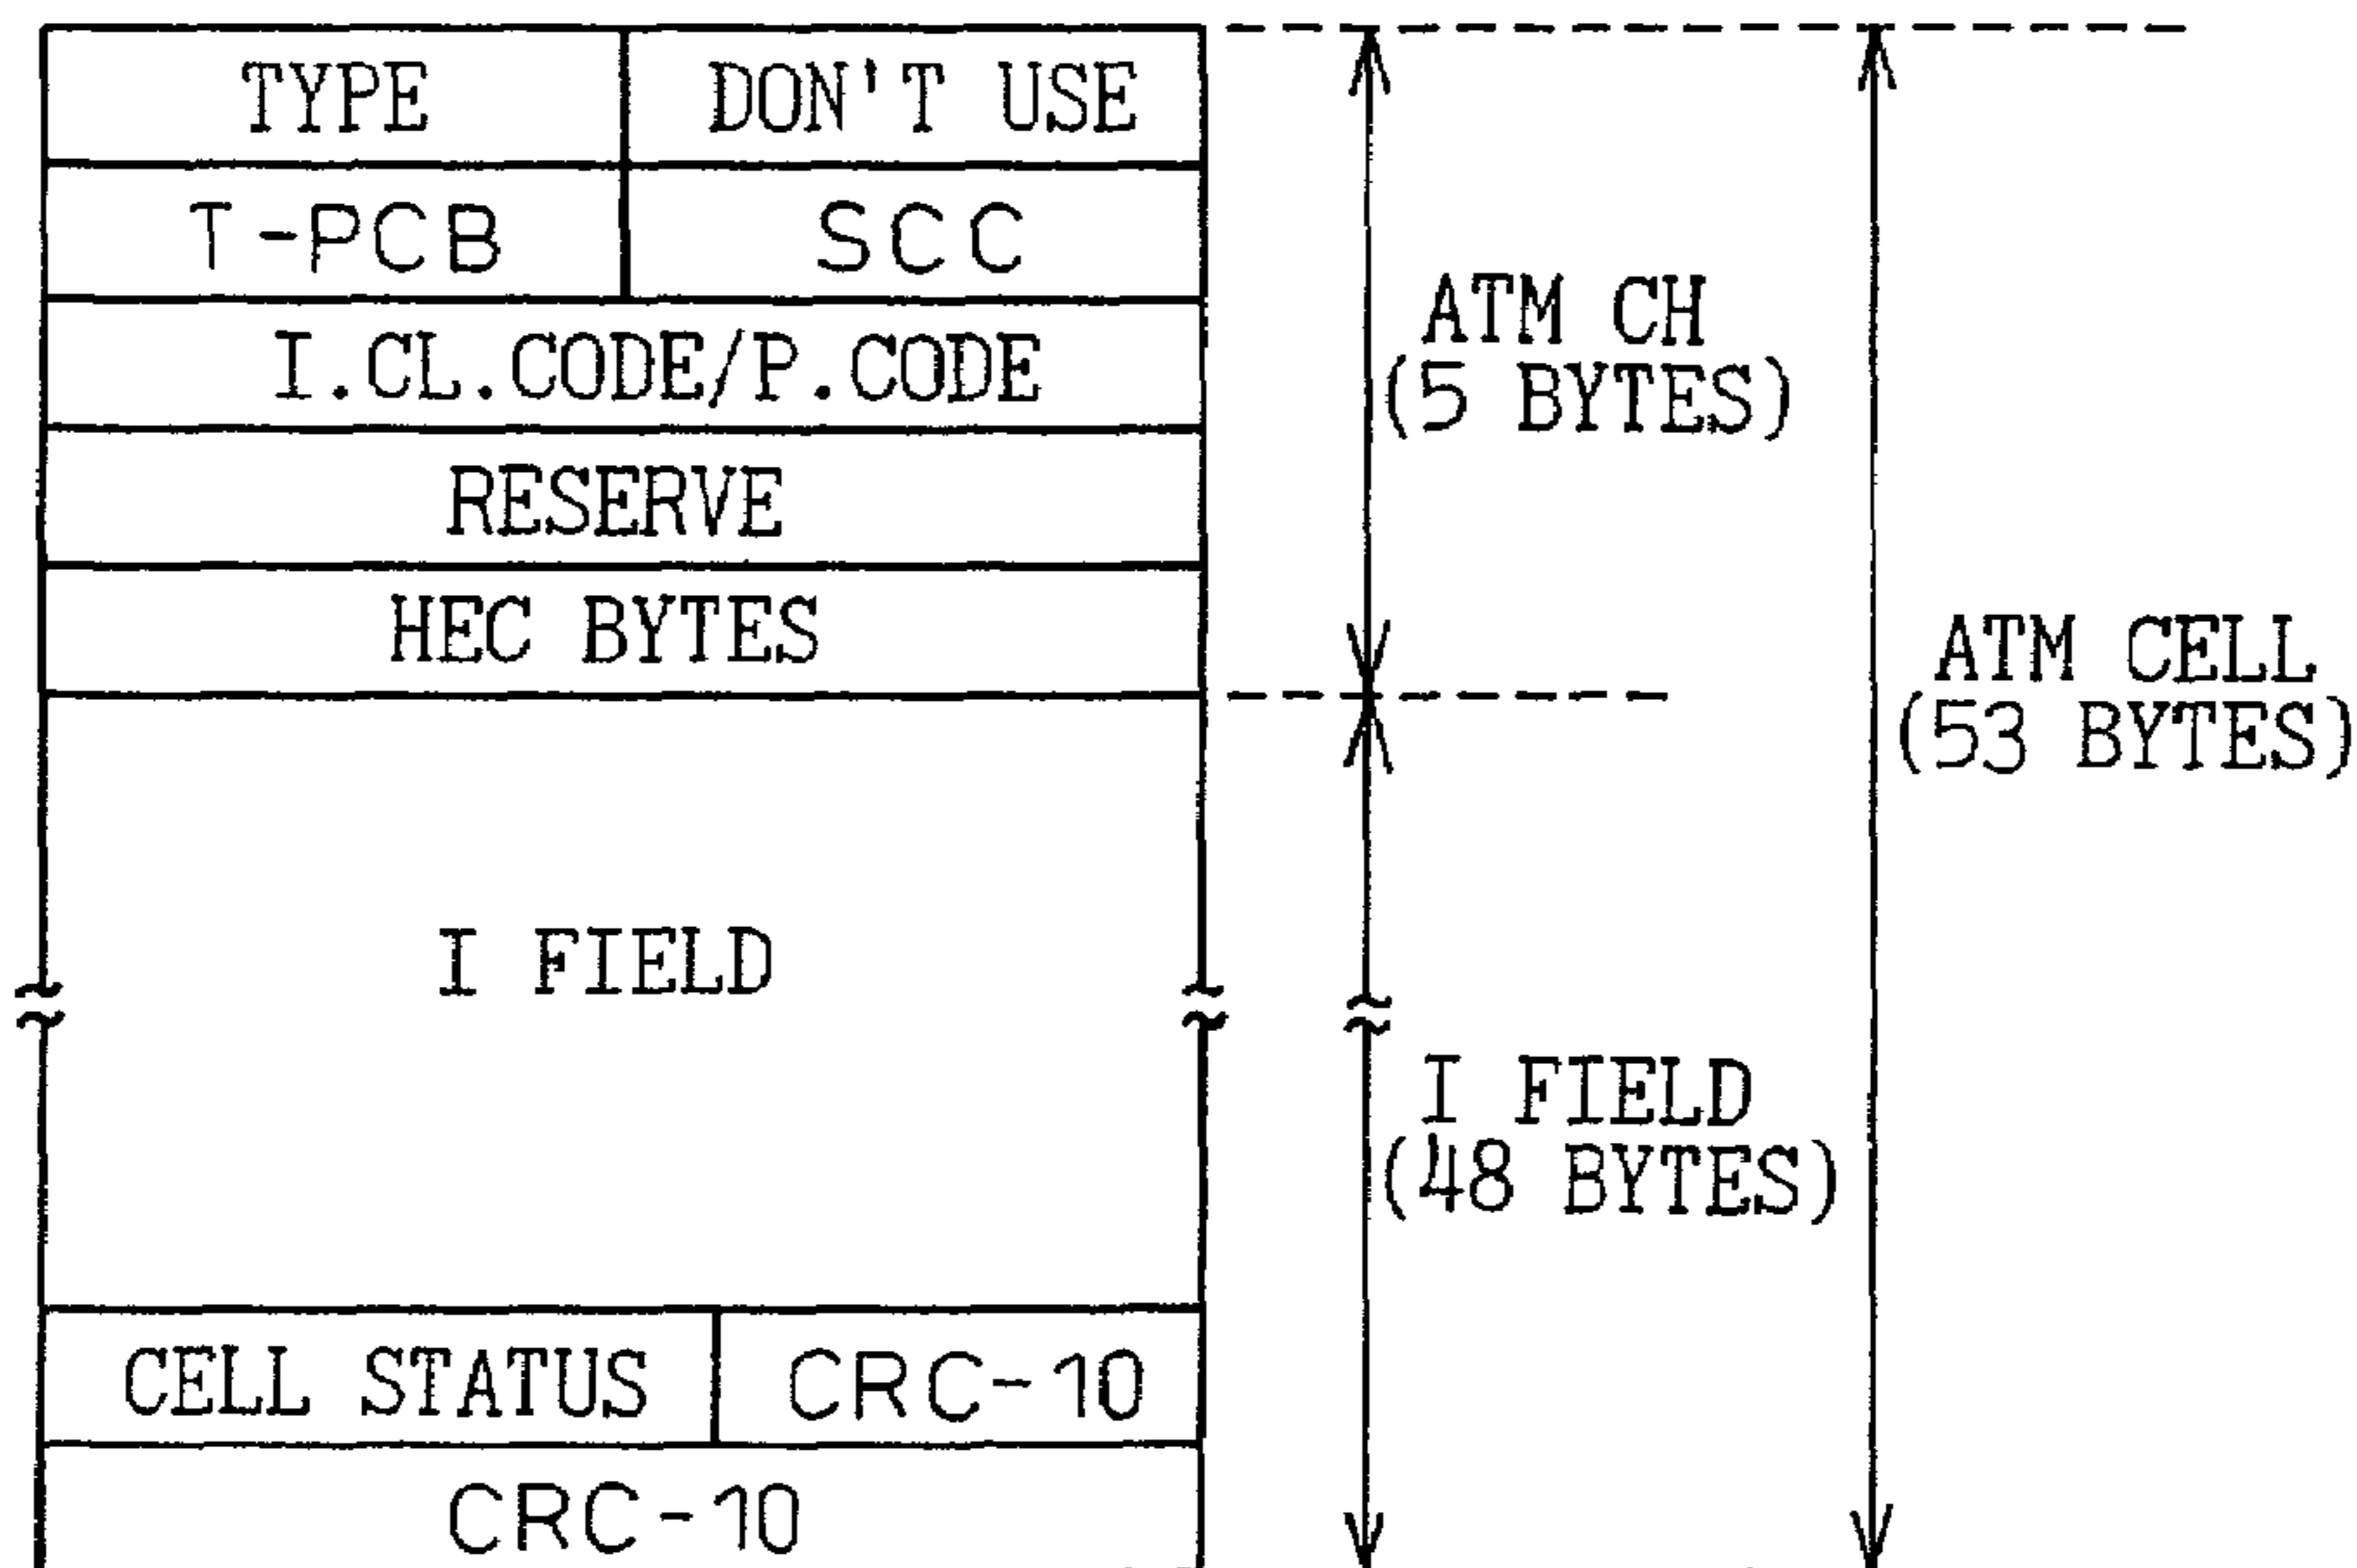 TYPE DON'T USE
T-PCB SCC
I.CL.CODE/P.CODE
RESERVE
HEC BYTES
I FIELD
CELL STATUS CRC-10
CRC-10
ATM CH
(5 BYTES)
I FIELD
(48 BYTES)
ATM CELL
(53 BYTES)